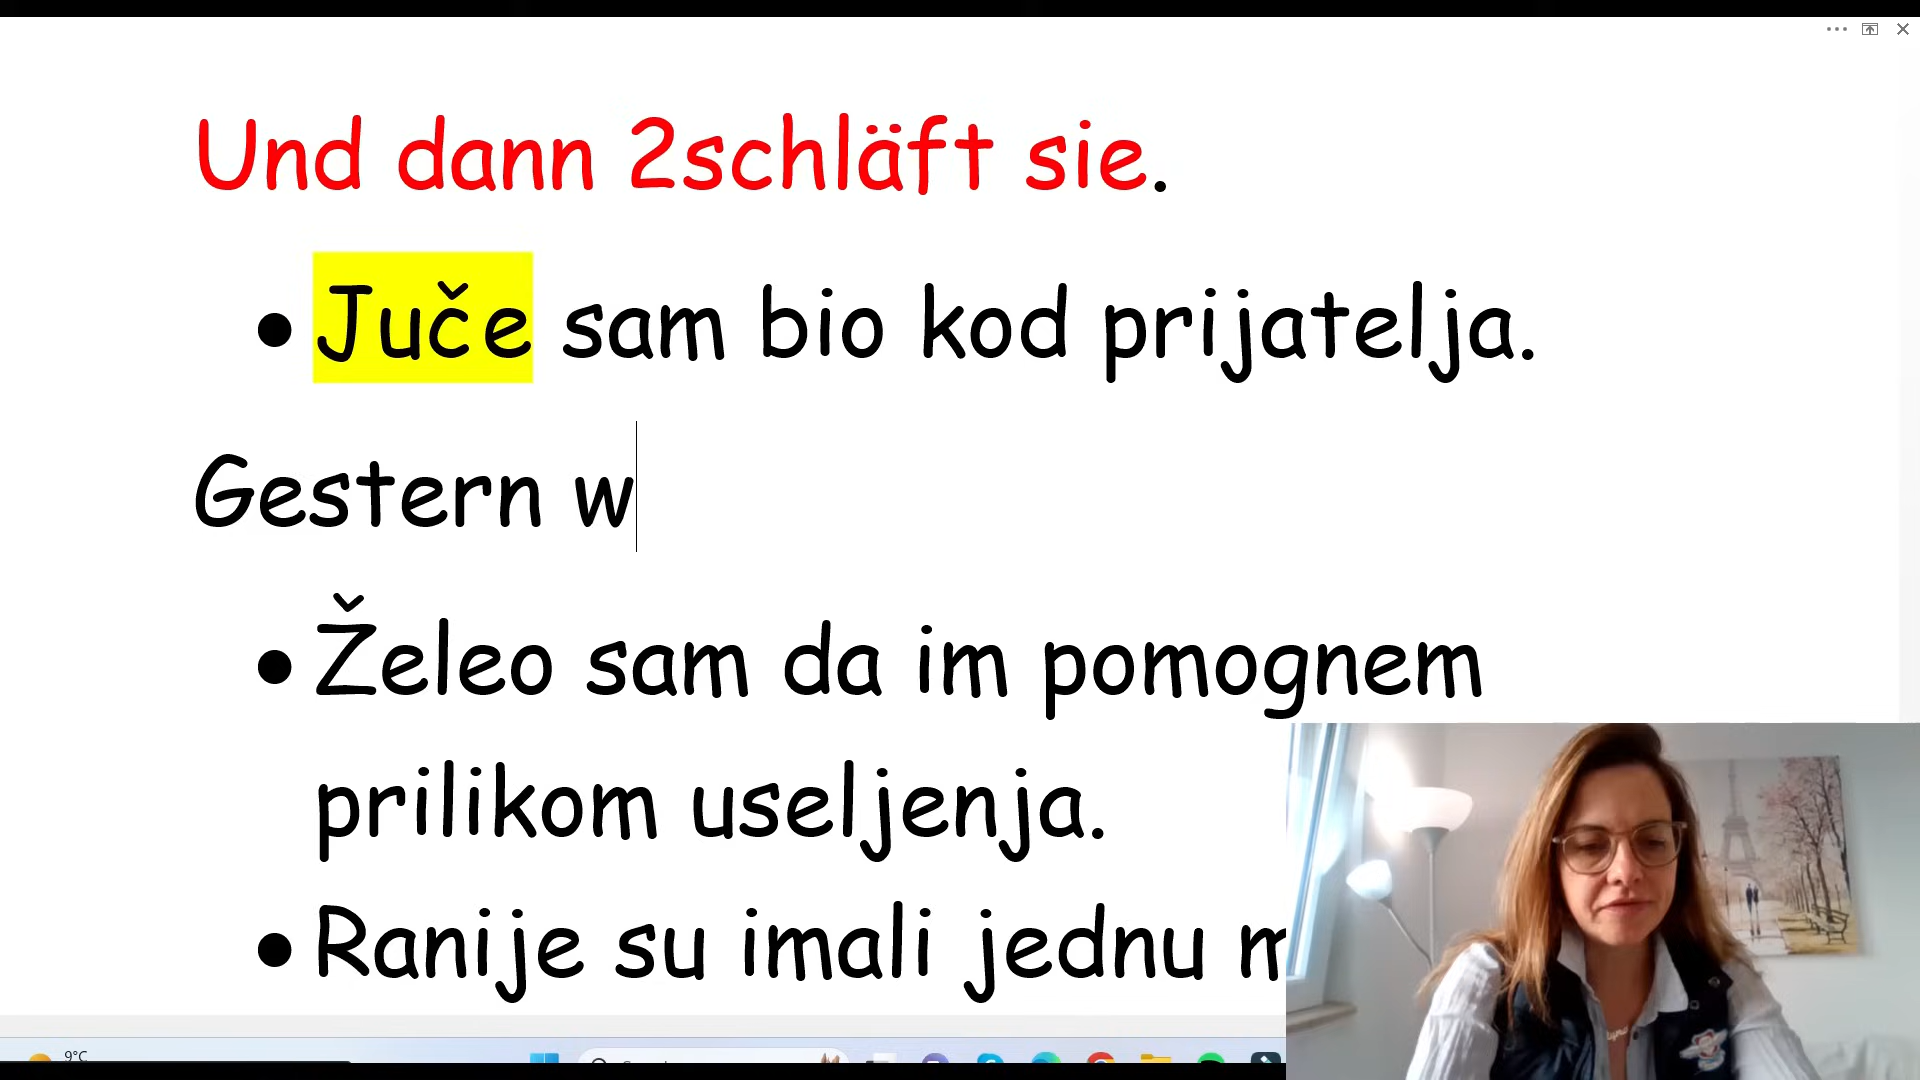 Und dann 2schläft sie.
• Juče sam bio kod prijatelja.
Gestern w
• Želeo sam da im pomognem
prilikom useljenja.
• Ranije su imali jednu m
9°C